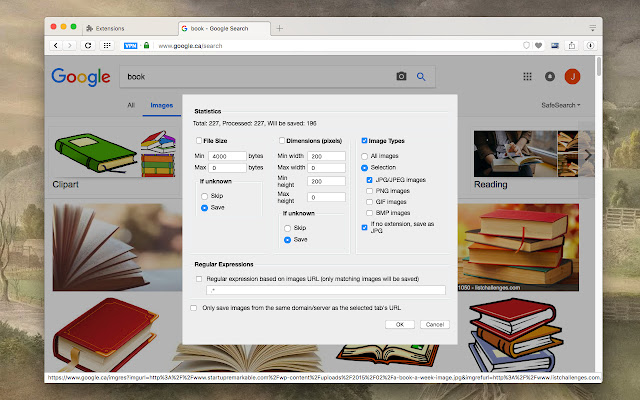 Extensions
book - Google Search
VPN
www.google.ca/search
Google
book
J
All
Images
SafeSearch
Statistics
Total: 227, Processed: 227, Will be saved: 196
File Size
Min 4000 bytes
Max 0 bytes
If unknown
Skip
Save
Dimensions (pixels)
Min width 200
Max width 0
Min height 200
Max height 0
If unknown
Skip
Save
Image Types
All images
Selection
JPG/JPEG images
PNG images
GIF images
BMP images
If no extension, save as
JPG
Regular Expressions
Regular expression based on images URL (only matching images will be saved)
.*
Only save images from the same domain/server as the selected tab's URL
OK
Cancel
Clipart
Reading
1050 - listchallenges.com
https://www.google.ca/imgres?imgurl=http%3A%2F%2Fwww.startupremarkable.com%2Fwp-content%2Fuploads%2F2015%2F02%2Fa-book-a-week-image.jpg&imgrefurl=http%3A%2F%2Fwww.listchallenges.com.